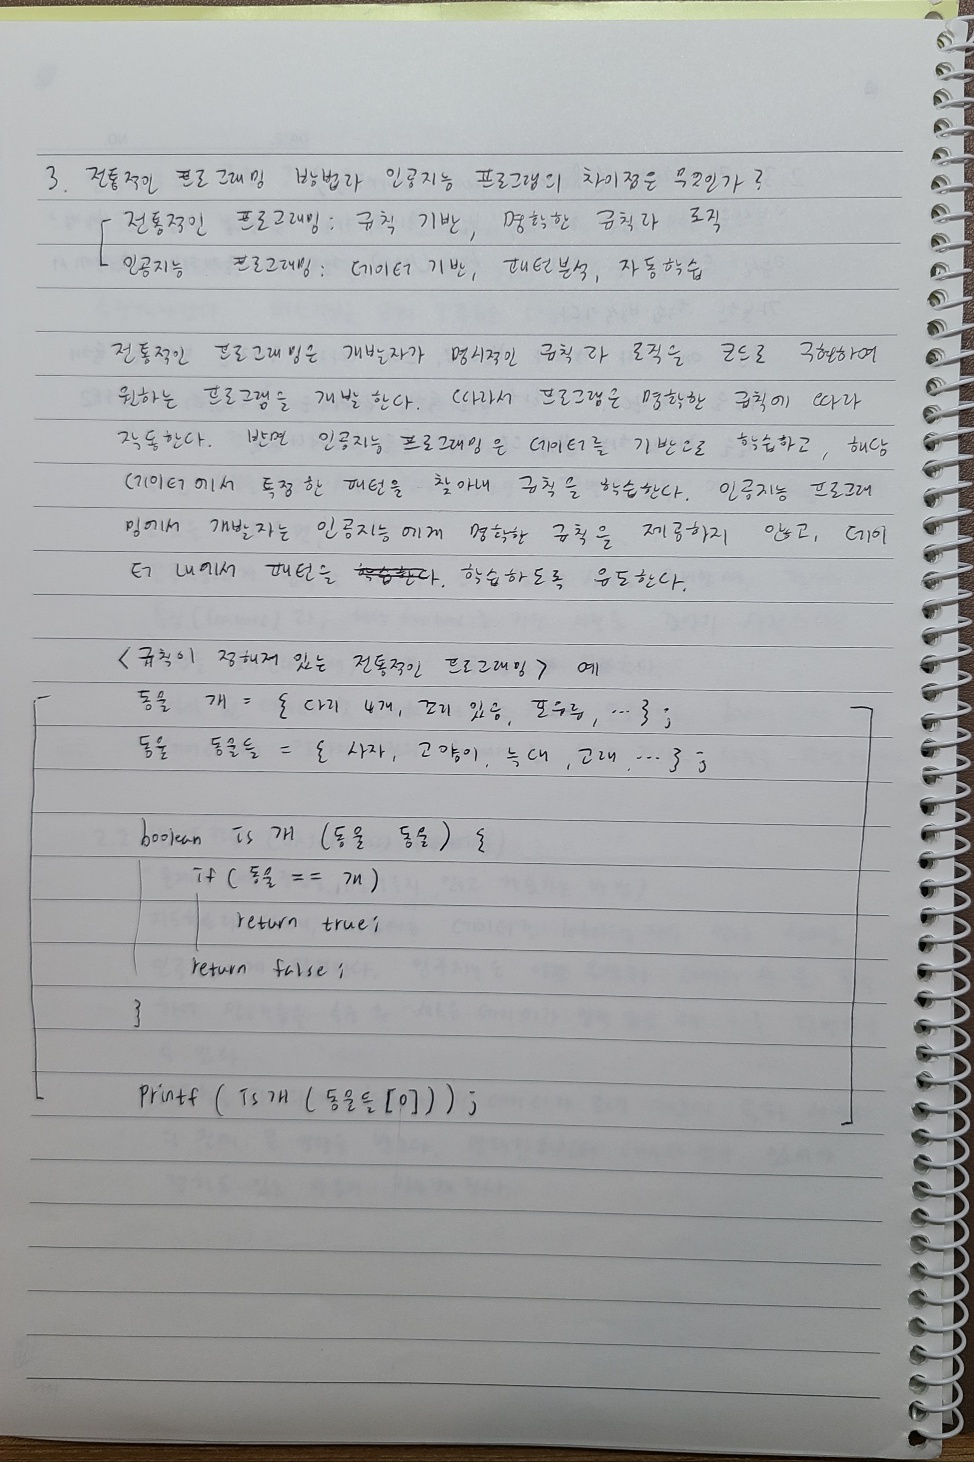 3. 전통적인 프로그래밍 방법과 인공지능 프로그램의 차이점은 무엇인가?
전통적인 프로그래밍 : 규칙 기반, 명확한 규칙과 로직
인공지능 프로그래밍 : 데이터 기반, 패턴분석, 자동학습
전통적인 프로그래밍은 개발자가 명시적인 규칙과 로직을 코드로 구현하여
원하는 프로그램을 개발한다. 따라서 프로그램은 명확한 규칙에 따라
작동한다. 반면 인공지능 프로그래밍은 데이터를 기반으로 학습하고, 해당
데이터에서 특정한 패턴을 찾아내 규칙을 학습한다. 인공지능 프로그래
밍에서 개발자는 인공지능에게 명확한 규칙을 제공하지 않고, 데이
터 내에서 패턴을 학습한다. 학습하도록 유도한다.
<규칙이 정해져 있는 전통적인 프로그래밍> 예
동물 개 = { 다리 4개, 꼬리 있음, 포유류, ... } ;
동물 동물들 = { 사자, 고양이, 늑대, 고래, ... } ;
boolean is 개 (동물 동물) {
if ( 동물 == 개)
return true;
return false;
}
Printf ( is개 ( 동물들 [0])) ;